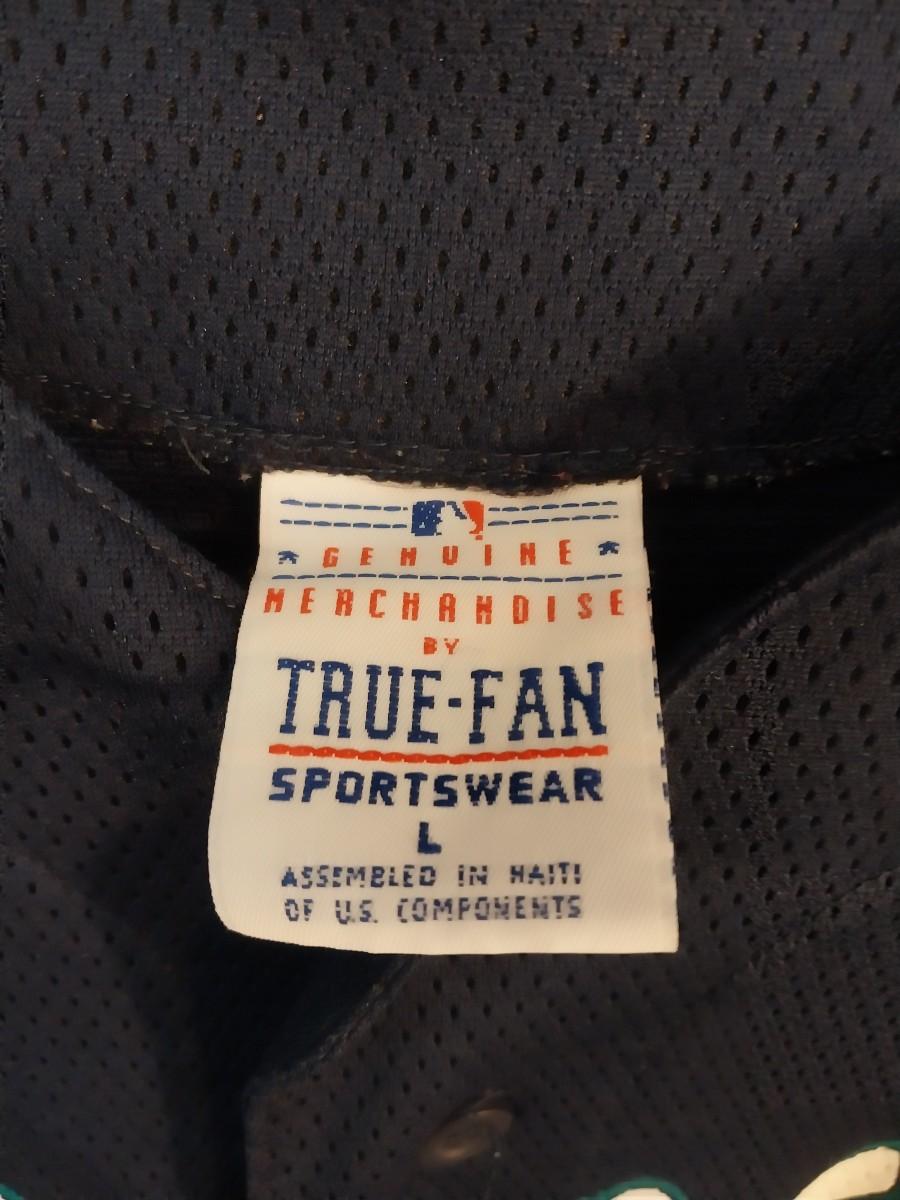 GENUINE
MERCHANDISE
BY
TRUE-FAN
SPORTSWEAR
L
ASSEMBLED IN HAITI
OF U.S. COMPONENTS